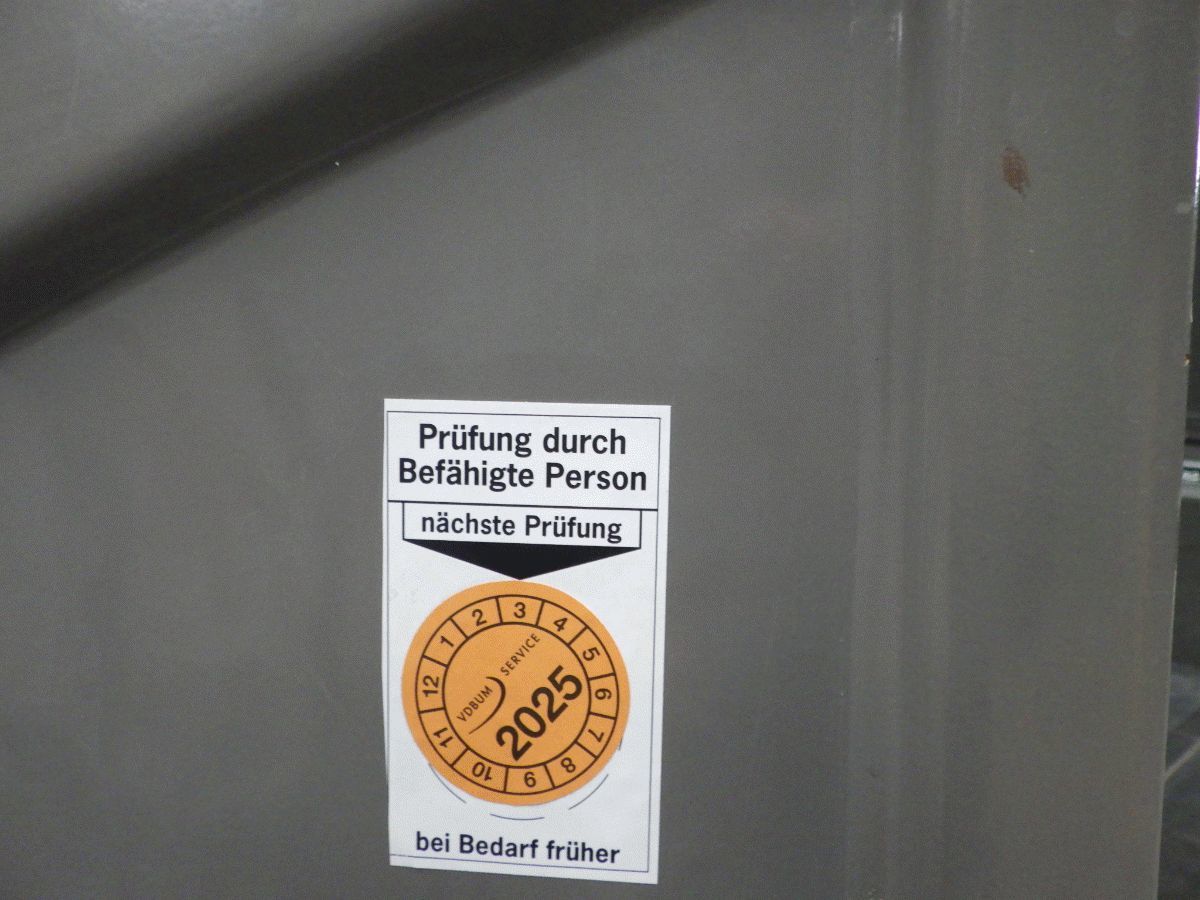 Prüfung durch
Befähigte Person
nächste Prüfung
1 2 3 4 5 6 7 8 9 10 11 12
VDBUM SERVICE
2025
bei Bedarf früher